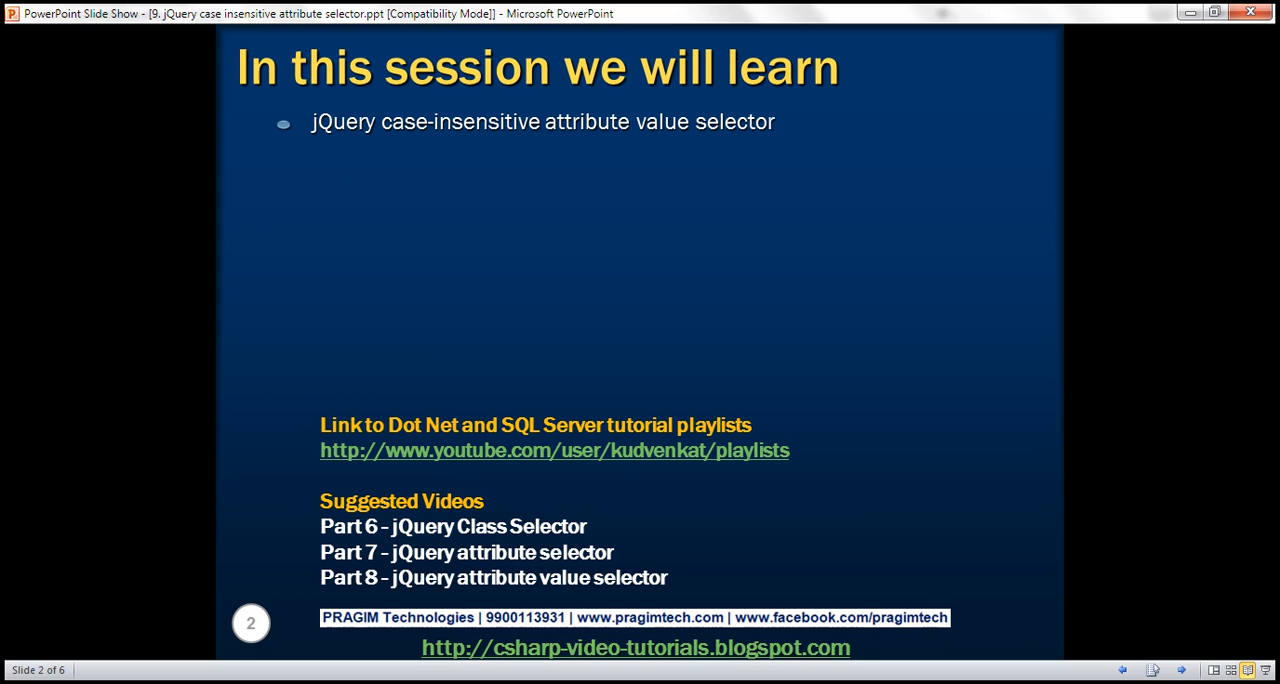 PowerPoint Slide Show - [9. jQuery case insensitive attribute selector.ppt [Compatibility Mode]] - Microsoft PowerPoint
In this session we will learn
jQuery case-insensitive attribute value selector
Link to Dot Net and SQL Server tutorial playlists
http://www.youtube.com/user/kudvenkat/playlists
Suggested Videos
Part 6 - jQuery Class Selector
Part 7 - jQuery attribute selector
Part 8 - jQuery attribute value selector
2
PRAGIM Technologies | 9900113931 | www.pragimtech.com | www.facebook.com/pragimtech
http://csharp-video-tutorials.blogspot.com
Slide 2 of 6